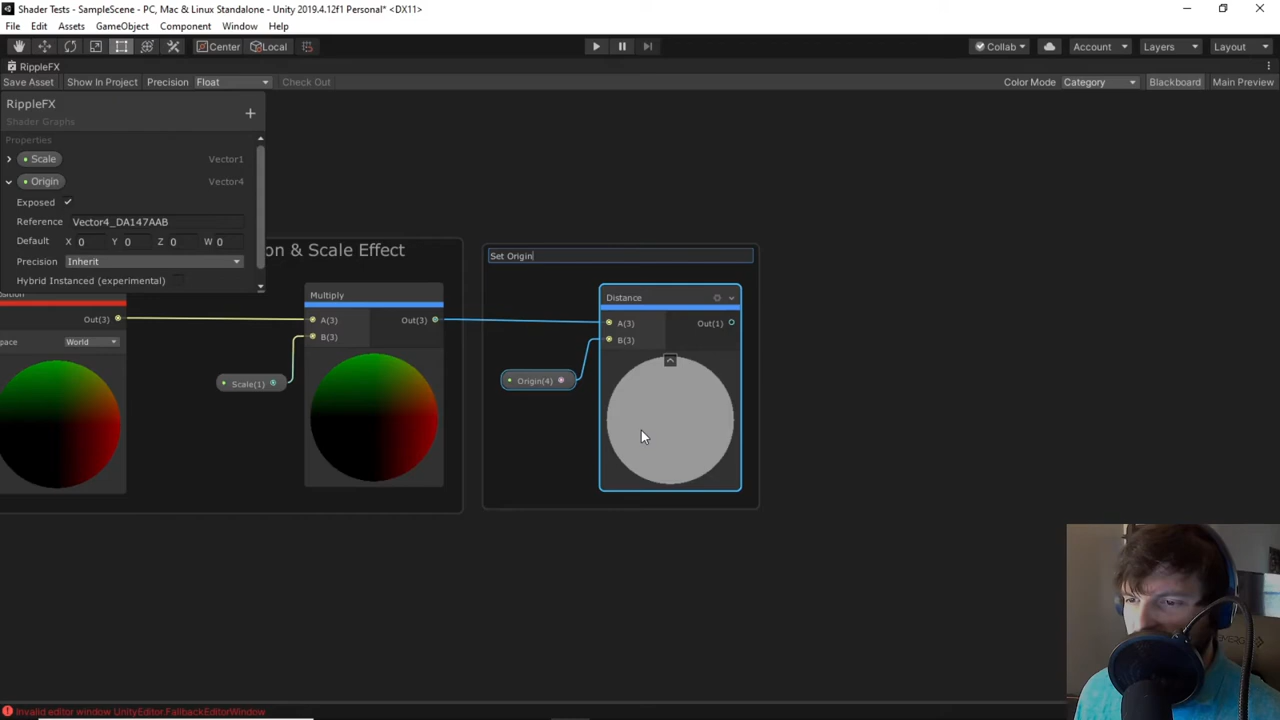 Shader Tests - SampleScene - PC, Mac & Linux Standalone - Unity 2019.4.12f1 Personal* <DX11>
File Edit Assets GameObject Component Window Help
Center Local Collab Account Layers Layout
RippleFX
Save Asset Show In Project Precision Float Check Out Color Mode Category Blackboard Main Preview
RippleFX
Shader Graphs
Properties
Scale Vector1
Origin Vector4
Exposed
Reference Vector4_DA147AAB
Default X 0 Y 0 Z 0 W 0
Precision Inherit
Hybrid Instanced (experimental)
on & Scale Effect
Set Origin
osition
Multiply
Distance
Out(3)
A(3) Out(3)
B(3)
A(3) Out(1)
B(3)
pace World
Scale(1)
Origin(4)
Invalid editor window UnityEditor.FallbackEditorWindow